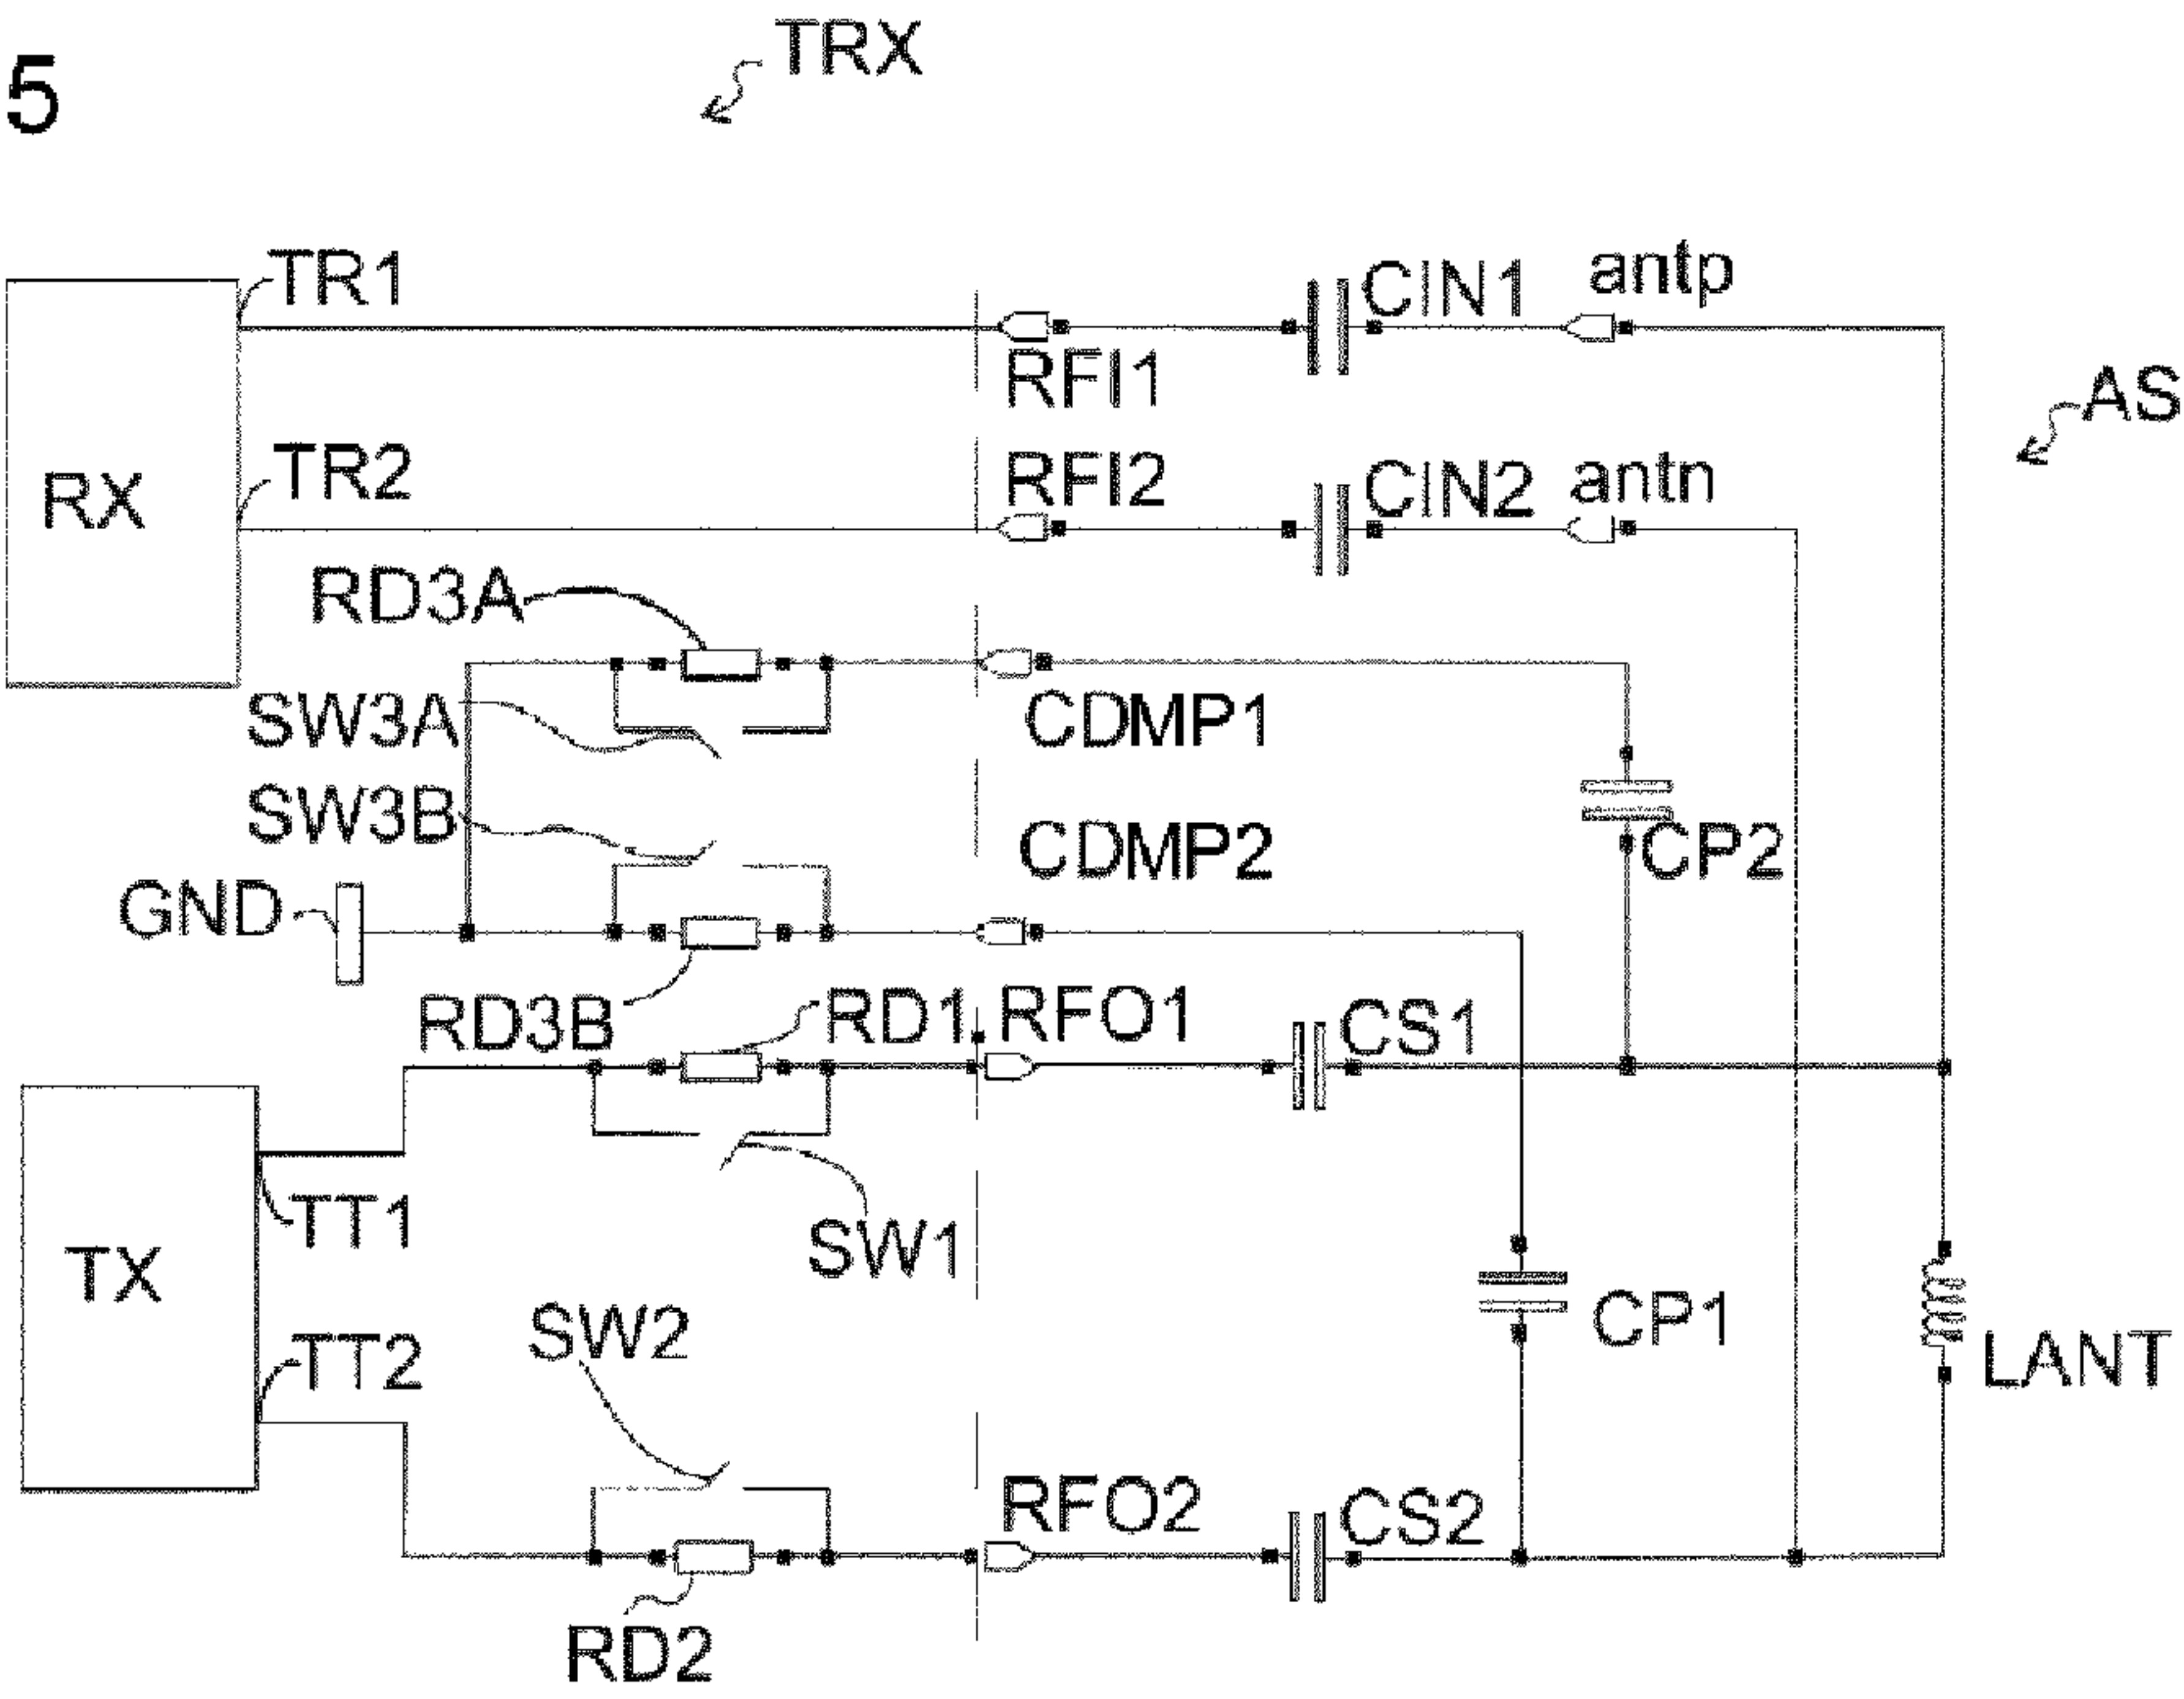 5
TRX
TR1
CIN1
antp
RFI1
AS
RX
TR2
RFI2
CIN2
antn
RD3A
SW3A
CDMP1
SW3B
CDMP2
CP2
GND
RD3B
RD1
RFO1
CS1
TT1
SW1
TX
SW2
CP1
TT2
LANT
RFO2
CS2
RD2